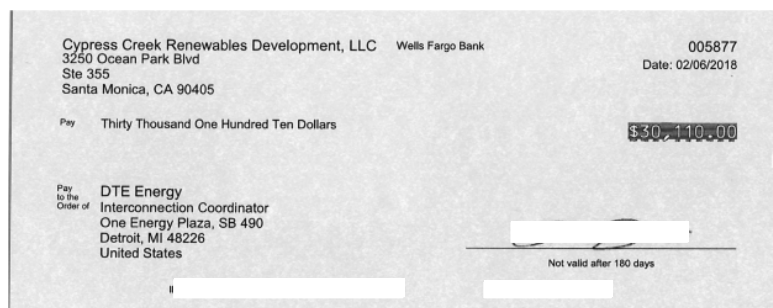 Cypress Creek Renewables Development, LLC Wells Fargo Bank 005877
3250 Ocean Park Blvd Date: 02/06/2018
Ste 355
Santa Monica, CA 90405
Pay Thirty Thousand One Hundred Ten Dollars $30,110.00
Pay to the Order of
DTE Energy
Interconnection Coordinator
One Energy Plaza, SB 490
Detroit, MI 48226
United States
Not valid after 180 days